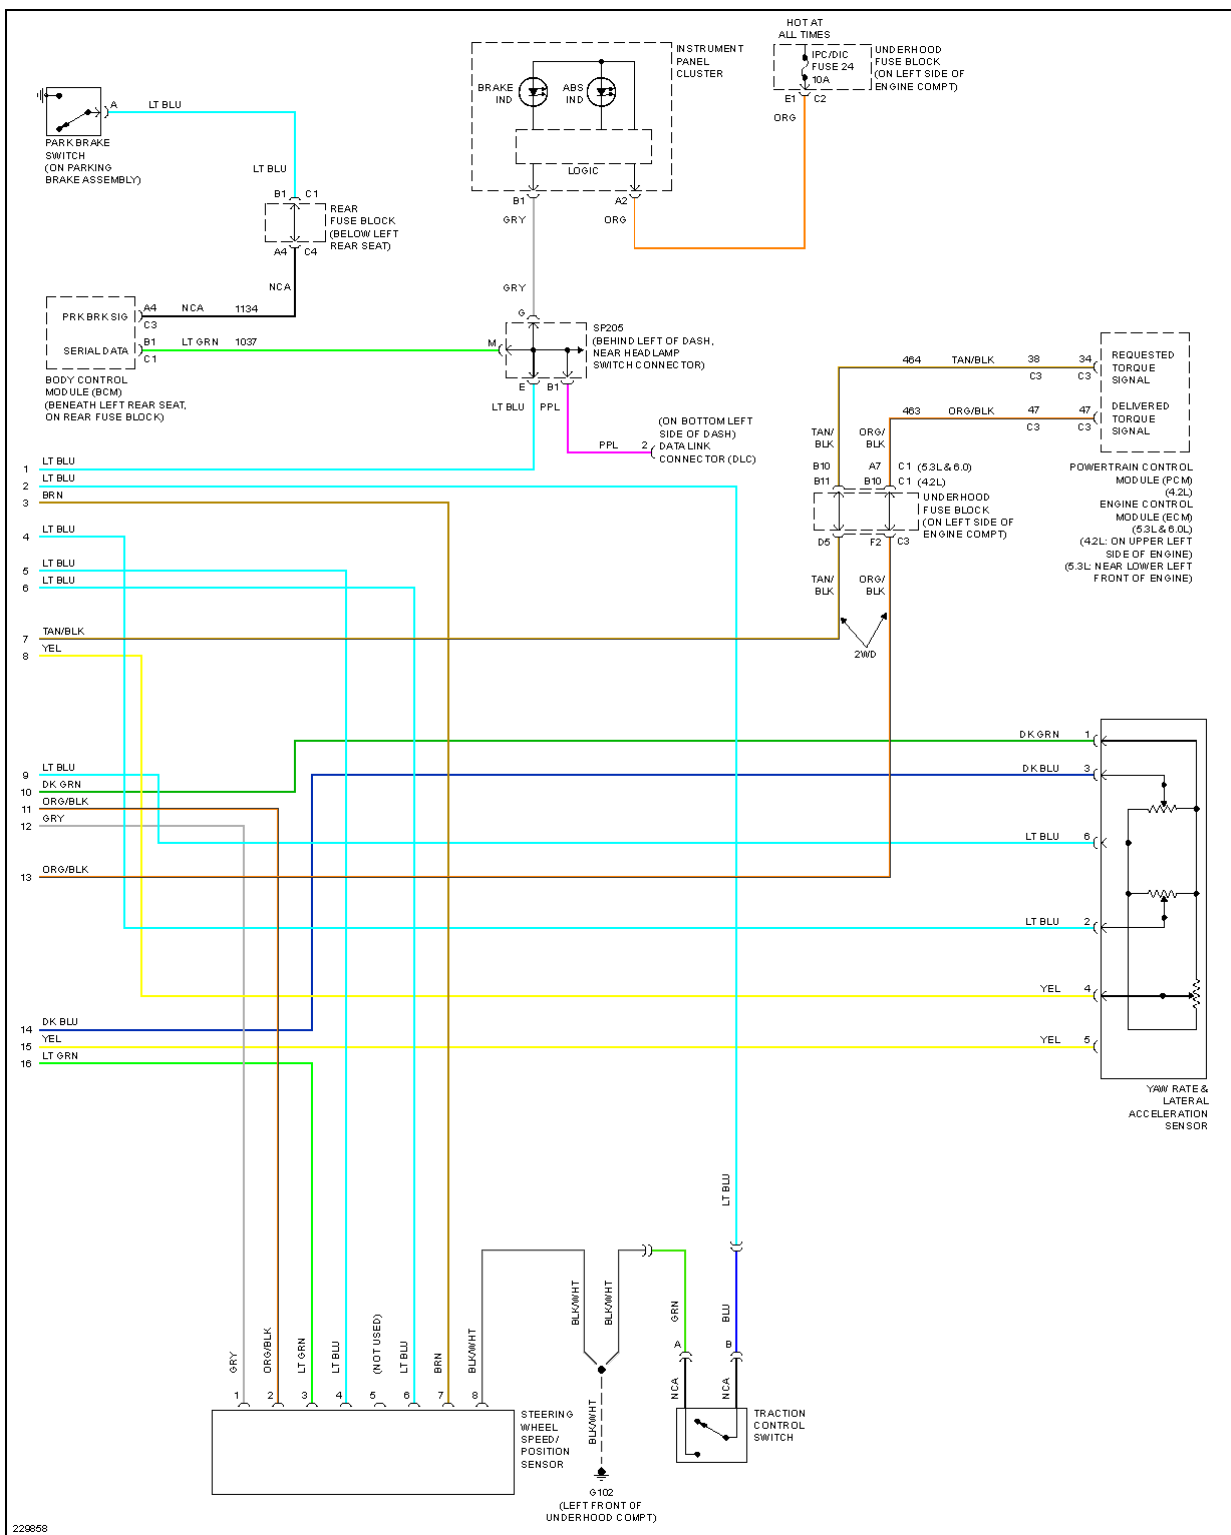 HOT AT
ALL TIMES
IPC/DIC
FUSE 24
10A
UNDERHOOD
FUSE BLOCK
(ON LEFT SIDE OF
ENGINE COMPT)
E1 C2
ORG
INSTRUMENT
PANEL
CLUSTER
BRAKE
IND
ABS
IND
LOGIC
B1
A2
GRY
ORG
A
LT BLU
PARK BRAKE
SWITCH
(ON PARKING
BRAKE ASSEMBLY)
LT BLU
B1 C1
REAR
FUSE BLOCK
(BELOW LEFT
REAR SEAT)
A4 C4
NCA
GRY
G
PRK BRK SIG
A4 NCA 1134
C3
SERIAL DATA
B1 LT GRN 1037
C1
M
BODY CONTROL
MODULE (BCM)
(BENEATH LEFT REAR SEAT,
ON REAR FUSE BLOCK)
SP205
(BEHIND LEFT OF DASH,
NEAR HEADLAMP
SWITCH CONNECTOR)
E B1
LT BLU PPL
PPL 2
(ON BOTTOM LEFT
SIDE OF DASH)
DATA LINK
CONNECTOR (DLC)
464 TAN/BLK 38 34
C3 C3
REQUESTED
TORQUE
SIGNAL
463 ORG/BLK 47 47
C3 C3
DELIVERED
TORQUE
SIGNAL
TAN/
BLK
ORG/
BLK
B10 A7 C1 (5.3L & 6.0)
B11 B10 C1 (4.2L)
UNDERHOOD
FUSE BLOCK
(ON LEFT SIDE OF
ENGINE COMPT)
D5 F2 C3
POWERTRAIN CONTROL
MODULE (PCM)
(4.2L)
ENGINE CONTROL
MODULE (ECM)
(5.3L & 6.0L)
(4.2L: ON UPPER LEFT
SIDE OF ENGINE)
(5.3L: NEAR LOWER LEFT
FRONT OF ENGINE)
TAN/
BLK
ORG/
BLK
2WD
1 LT BLU
2 LT BLU
3 BRN
4 LT BLU
5 LT BLU
6 LT BLU
7 TAN/BLK
8 YEL
9 LT BLU
10 DK GRN
11 ORG/BLK
12 GRY
13 ORG/BLK
14 DK BLU
15 YEL
16 LT GRN
DK GRN 1
DK BLU 3
LT BLU 6
LT BLU 2
YEL 4
YEL 5
YAW RATE &
LATERAL
ACCELERATION
SENSOR
LT BLU
GRY
ORG/BLK
LT GRN
LT BLU
(NOT USED)
LT BLU
BRN
BLK/WHT
1 2 3 4 5 6 7 8
STEERING
WHEEL
SPEED/
POSITION
SENSOR
BLK/WHT
BLK/WHT
BLK/WHT
G102
(LEFT FRONT OF
UNDERHOOD COMPT)
GRN
BLU
A
B
NCA
NCA
TRACTION
CONTROL
SWITCH
229858